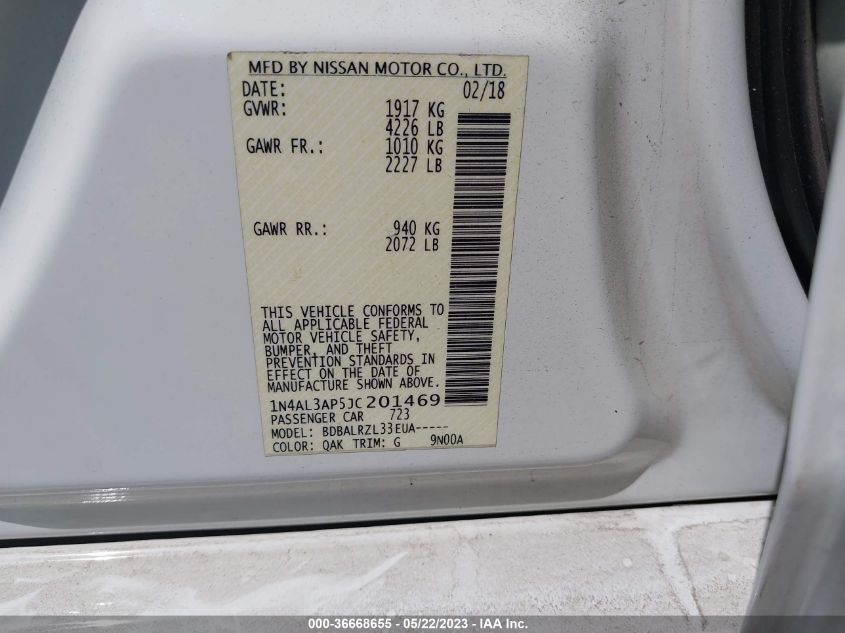 MFD BY NISSAN MOTOR CO., LTD.
DATE: 02/18
GVWR: 1917 KG
4226 LB
GAWR FR.: 1010 KG
2227 LB
GAWR RR.: 940 KG
2072 LB
THIS VEHICLE CONFORMS TO
ALL APPLICABLE FEDERAL
MOTOR VEHICLE SAFETY,
BUMPER, AND THEFT
PREVENTION STANDARDS IN
EFFECT ON THE DATE OF
MANUFACTURE SHOWN ABOVE.
1N4AL3AP5JC201469
PASSENGER CAR 723
MODEL: BDBALRZL33EUA-----
COLOR: QAK TRIM: G 9N00A
000-36668655 - 05/22/2023 - IAA Inc.